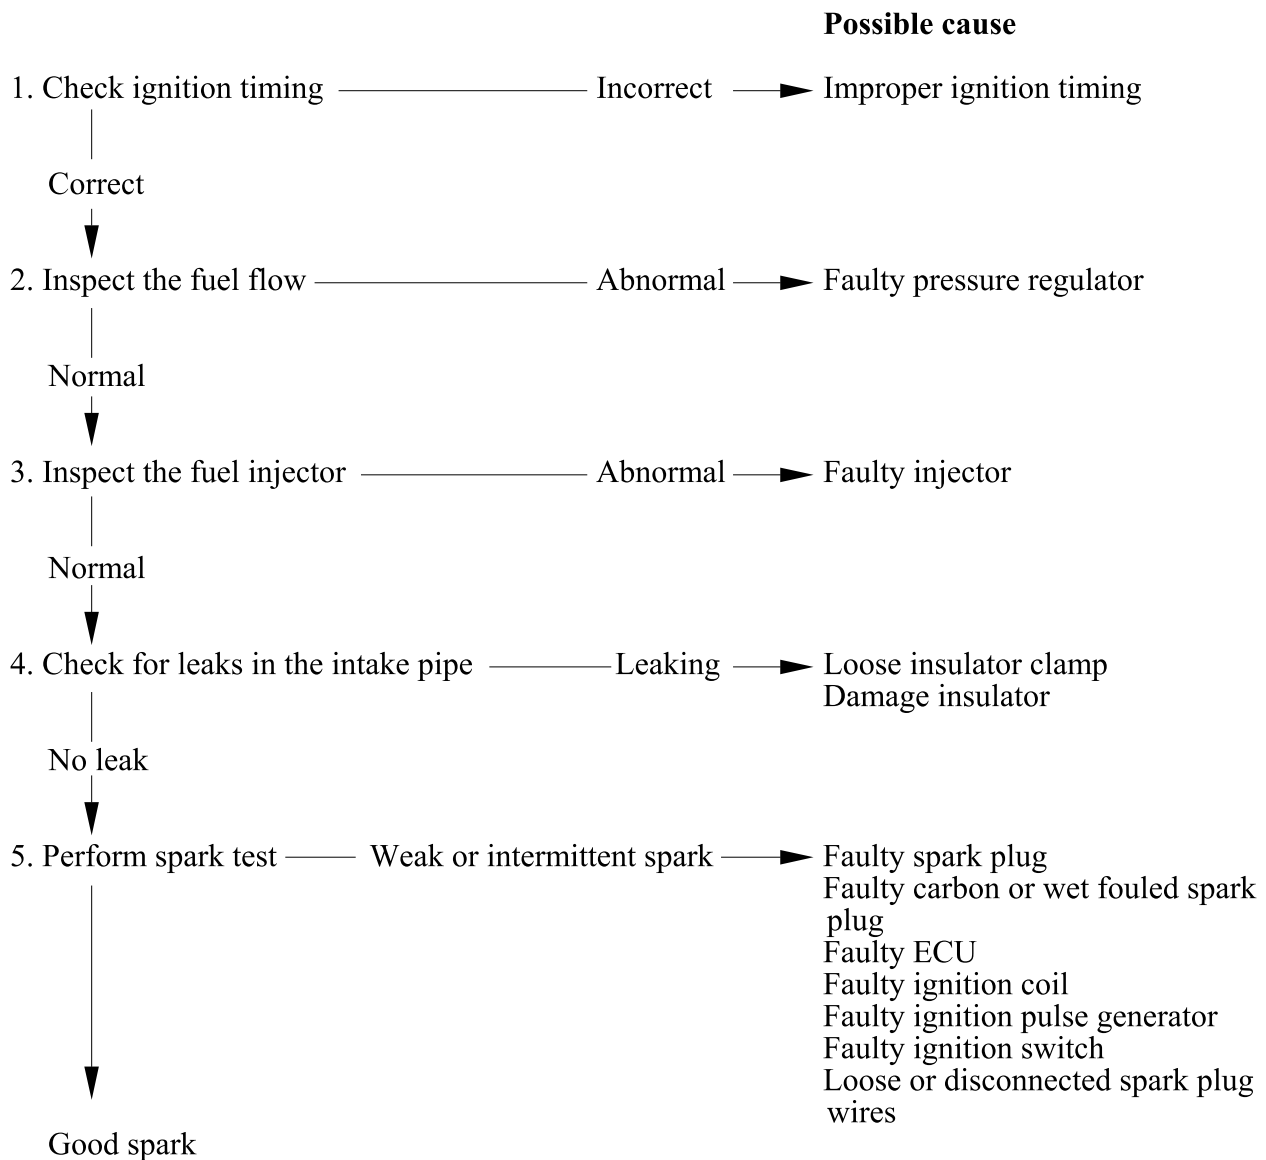 Possible cause
1. Check ignition timing Incorrect Improper ignition timing
Correct
2. Inspect the fuel flow Abnormal Faulty pressure regulator
Normal
3. Inspect the fuel injector Abnormal Faulty injector
Normal
4. Check for leaks in the intake pipe Leaking Loose insulator clamp
Damage insulator
No leak
5. Perform spark test Weak or intermittent spark Faulty spark plug
Faulty carbon or wet fouled spark
plug
Faulty ECU
Faulty ignition coil
Faulty ignition pulse generator
Faulty ignition switch
Loose or disconnected spark plug
wires
Good spark